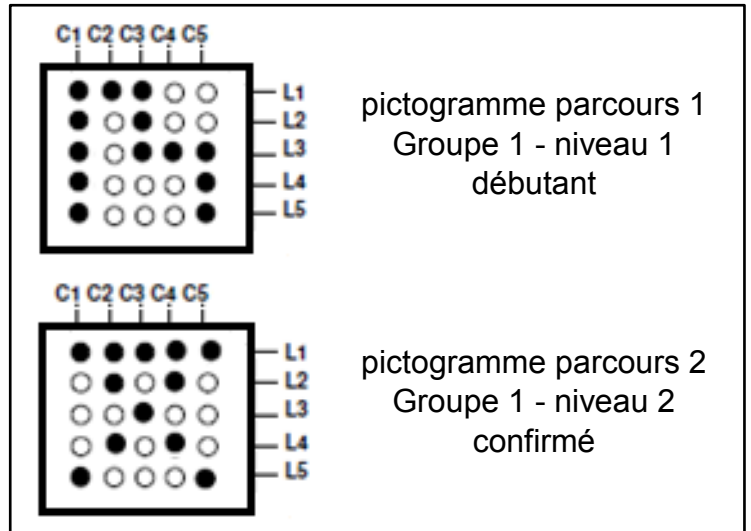 C1 C2 C3 C4 C5
L1
L2
L3
L4
L5
pictogramme parcours 1
Groupe 1 - niveau 1
débutant
C1 C2 C3 C4 C5
L1
L2
L3
L4
L5
pictogramme parcours 2
Groupe 1 - niveau 2
confirmé